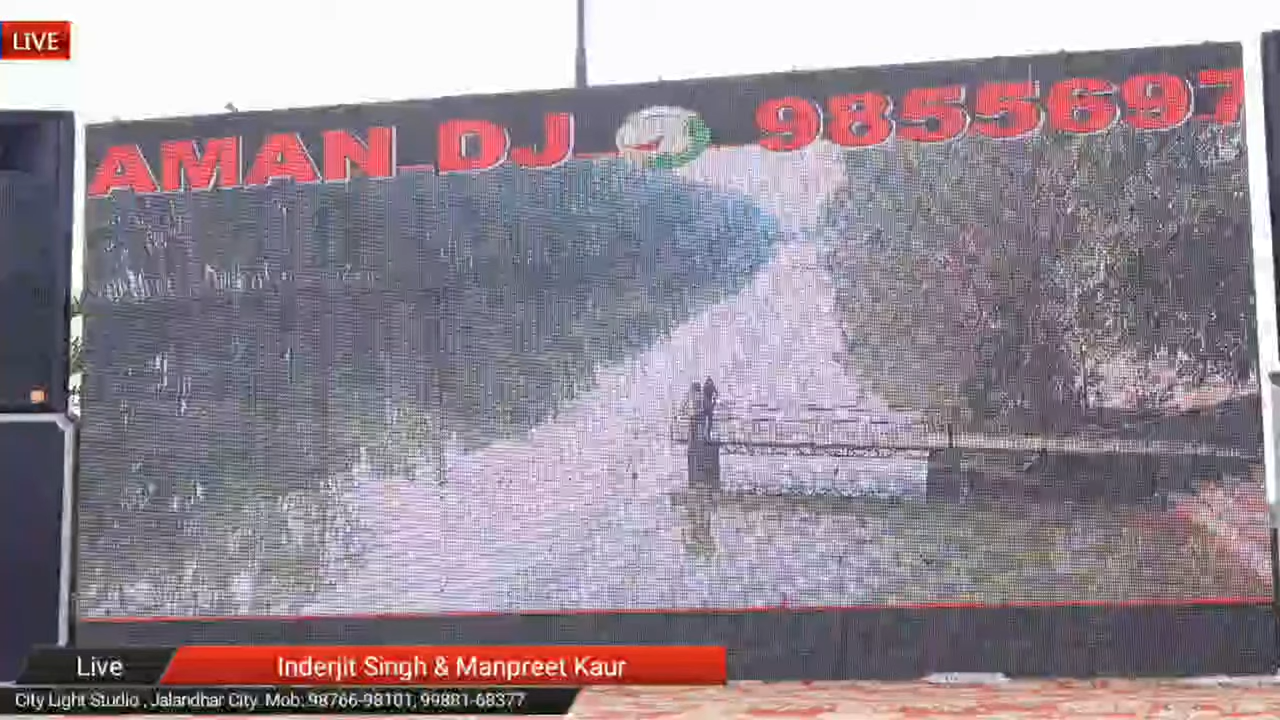 LIVE
AMAN DJ 9855697
Live
Inderjit Singh & Manpreet Kaur
City Light Studio , Jalandhar City. Mob: 98766-98101, 99881-68377